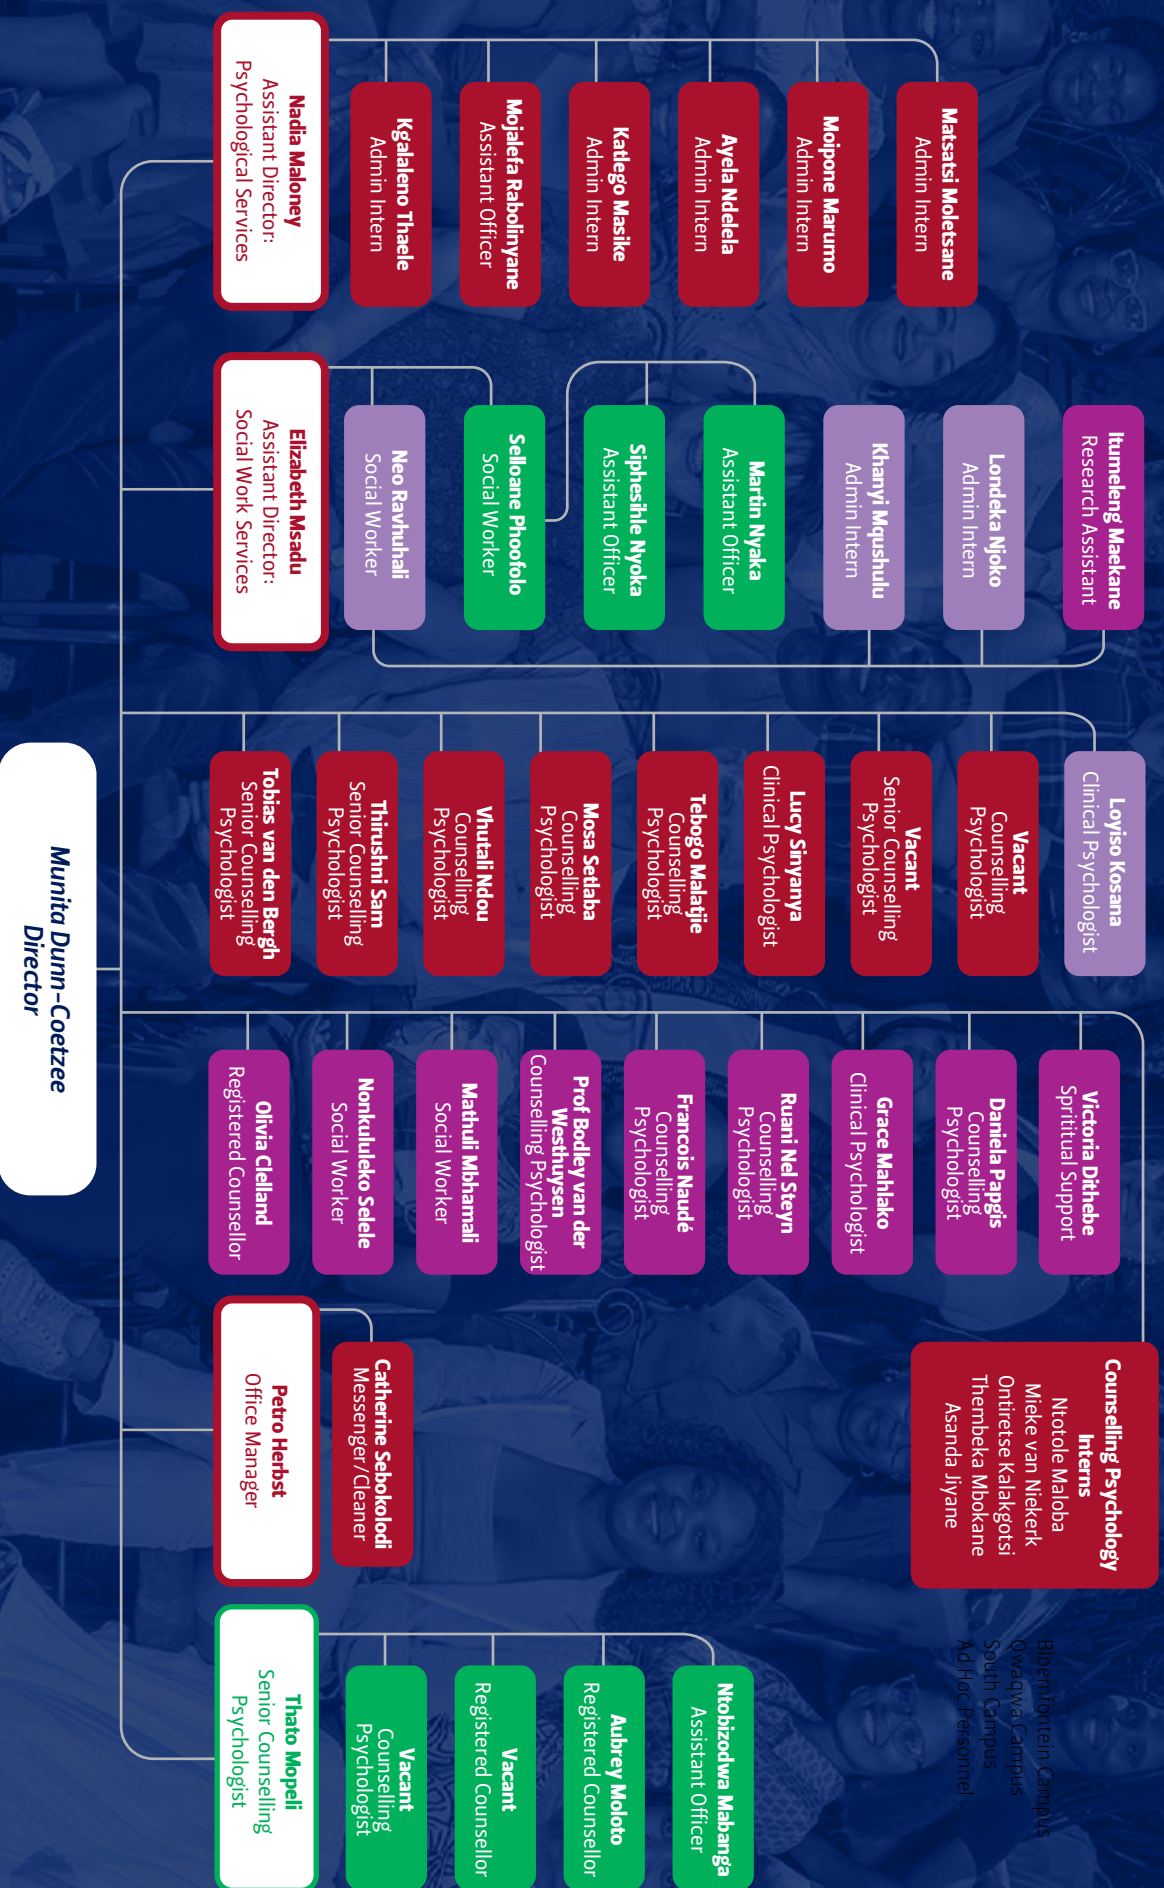 Munita Dunn-Coetzee
Director
Nadia Maloney
Assistant Director:
Psychological Services
Kgalaleno Thaele
Admin Intern
Mojalefa Rabolinyane
Assistant Officer
Katlego Masike
Admin Intern
Ayela Ndelela
Admin Intern
Moipone Marumo
Admin Intern
Matsatsi Moletsane
Admin Intern
Elizabeth Msadu
Assistant Director:
Social Work Services
Neo Ravhuhali
Social Worker
Selloane Phoofolo
Social Worker
Siphesihle Nyoka
Assistant Officer
Martin Nyaka
Assistant Officer
Khanyi Mqushulu
Admin Intern
Londeka Njoko
Admin Intern
Itumeleng Maekane
Research Assistant
Tobias van den Bergh
Senior Counselling
Psychologist
Thirushni Sam
Senior Counselling
Psychologist
Vhutali Ndou
Counselling
Psychologist
Mosa Setlaba
Counselling
Psychologist
Tebogo Malatjie
Counselling
Psychologist
Lucy Sinyanya
Clinical Psychologist
Vacant
Senior Counselling
Psychologist
Vacant
Counselling
Psychologist
Loyiso Kosana
Clinical Psychologist
Olivia Clelland
Registered Counsellor
Nonkululeko Selele
Social Worker
Mathuli Mbhamali
Social Worker
Prof Bodley van der
Westhuysen
Counselling Psychologist
Francois Naudé
Counselling
Psychologist
Ruani Nel Steyn
Counselling
Psychologist
Grace Mahlako
Clinical Psychologist
Daniela Papgis
Counselling
Psychologist
Victoria Dithebe
Sprititual Support
Counselling Psychology
Interns
Ntotole Maloba
Mieke van Niekerk
Ontiretse Kalakgotsi
Thembeka Mbokane
Asanda Jiyane
Petro Herbst
Office Manager
Catherine Sebokolodi
Messenger/Cleaner
Thato Mopeli
Senior Counselling
Psychologist
Vacant
Counselling
Psychologist
Vacant
Registered Counsellor
Aubrey Moloto
Registered Counsellor
Ntobizodwa Mabanga
Assistant Officer
Bloemfontein Campus
Qwaqwa Campus
South Campus
Ad Hoc Personnel